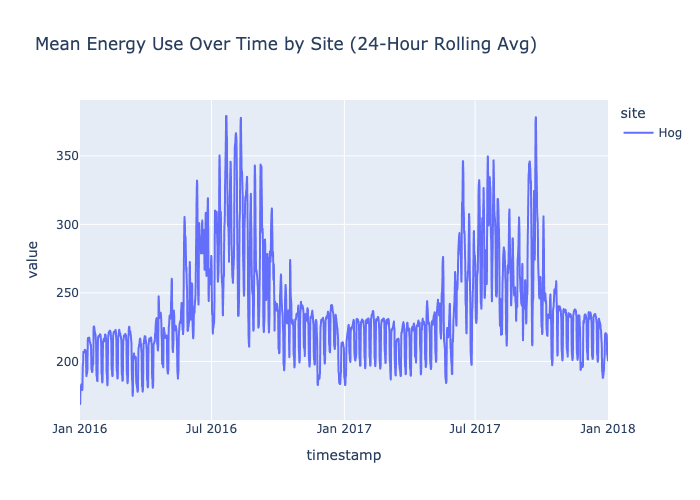 Mean Energy Use Over Time by Site (24-Hour Rolling Avg)
site
Hog
350
300
250
200
value
Jan 2016
Jul 2016
Jan 2017
Jul 2017
Jan 2018
timestamp